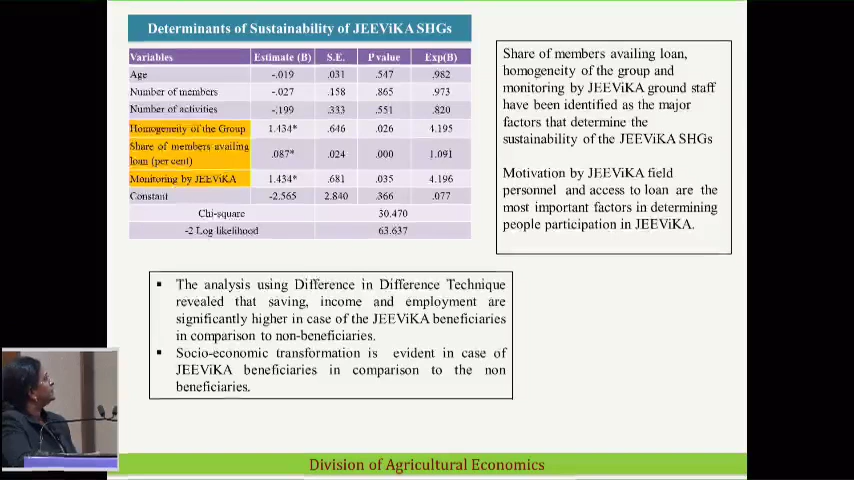 Determinants of Sustainability of JEEViKA SHGs
Variables Estimate (B) S.E. P value Exp(B)
Age -.019 .031 .547 .982
Number of members -.027 .158 .865 .973
Number of activities -.199 .333 .551 .820
Homogeneity of the Group 1.434* .646 .026 4.195
Share of members availing
loan (per cent) .087* .024 .000 1.091
Monitoring by JEEViKA 1.434* .681 .035 4.196
Constant -2.565 2.840 .366 .077
Chi-square 30.470
-2 Log likelihood 63.637
Share of members availing loan,
homogeneity of the group and
monitoring by JEEViKA ground staff
have been identified as the major
factors that determine the
sustainability of the JEEViKA SHGs
Motivation by JEEViKA field
personnel and access to loan are the
most important factors in determining
people participation in JEEViKA.
▪ The analysis using Difference in Difference Technique
revealed that saving, income and employment are
significantly higher in case of the JEEViKA beneficiaries
in comparison to non-beneficiaries.
▪ Socio-economic transformation is evident in case of
JEEViKA beneficiaries in comparison to the non
beneficiaries.
Division of Agricultural Economics